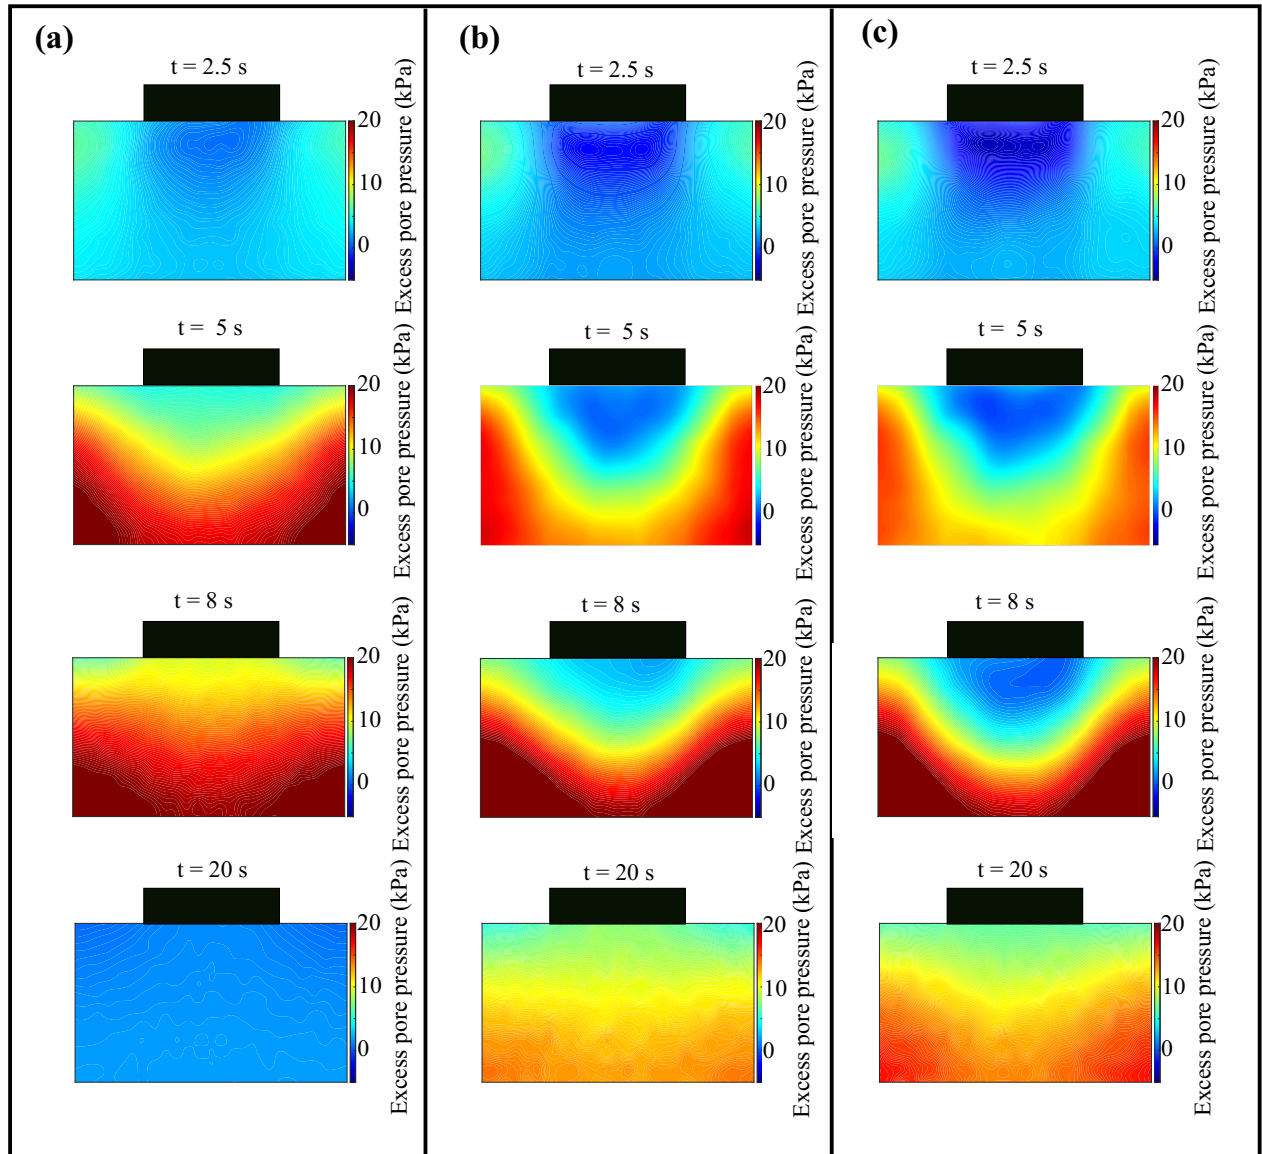 (a)
t = 2.5 s
20
10
0
Excess pore pressure (kPa)
t = 5 s
20
10
0
Excess pore pressure (kPa)
t = 8 s
20
10
0
Excess pore pressure (kPa)
t = 20 s
20
10
0
Excess pore pressure (kPa)
(b)
t = 2.5 s
20
10
0
Excess pore pressure (kPa)
t = 5 s
20
10
0
Excess pore pressure (kPa)
t = 8 s
20
10
0
Excess pore pressure (kPa)
t = 20 s
20
10
0
Excess pore pressure (kPa)
(c)
t = 2.5 s
20
10
0
Excess pore pressure (kPa)
t = 5 s
20
10
0
Excess pore pressure (kPa)
t = 8 s
20
10
0
Excess pore pressure (kPa)
t = 20 s
20
10
0
Excess pore pressure (kPa)